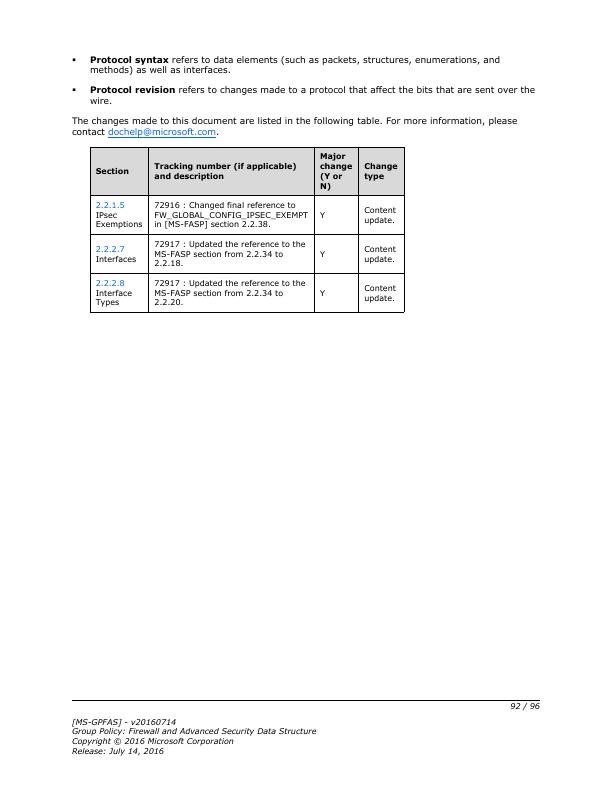 ▪ Protocol syntax refers to data elements (such as packets, structures, enumerations, and
methods) as well as interfaces.
▪ Protocol revision refers to changes made to a protocol that affect the bits that are sent over the
wire.
The changes made to this document are listed in the following table. For more information, please
contact dochelp@microsoft.com.
Section
Tracking number (if applicable)
and description
Major
change
(Y or
N)
Change
type
2.2.1.5
IPsec
Exemptions
72916 : Changed final reference to
FW_GLOBAL_CONFIG_IPSEC_EXEMPT
in [MS-FASP] section 2.2.38.
Y
Content
update.
2.2.2.7
Interfaces
72917 : Updated the reference to the
MS-FASP section from 2.2.34 to
2.2.18.
Y
Content
update.
2.2.2.8
Interface
Types
72917 : Updated the reference to the
MS-FASP section from 2.2.34 to
2.2.20.
Y
Content
update.
92 / 96
[MS-GPFAS] - v20160714
Group Policy: Firewall and Advanced Security Data Structure
Copyright © 2016 Microsoft Corporation
Release: July 14, 2016